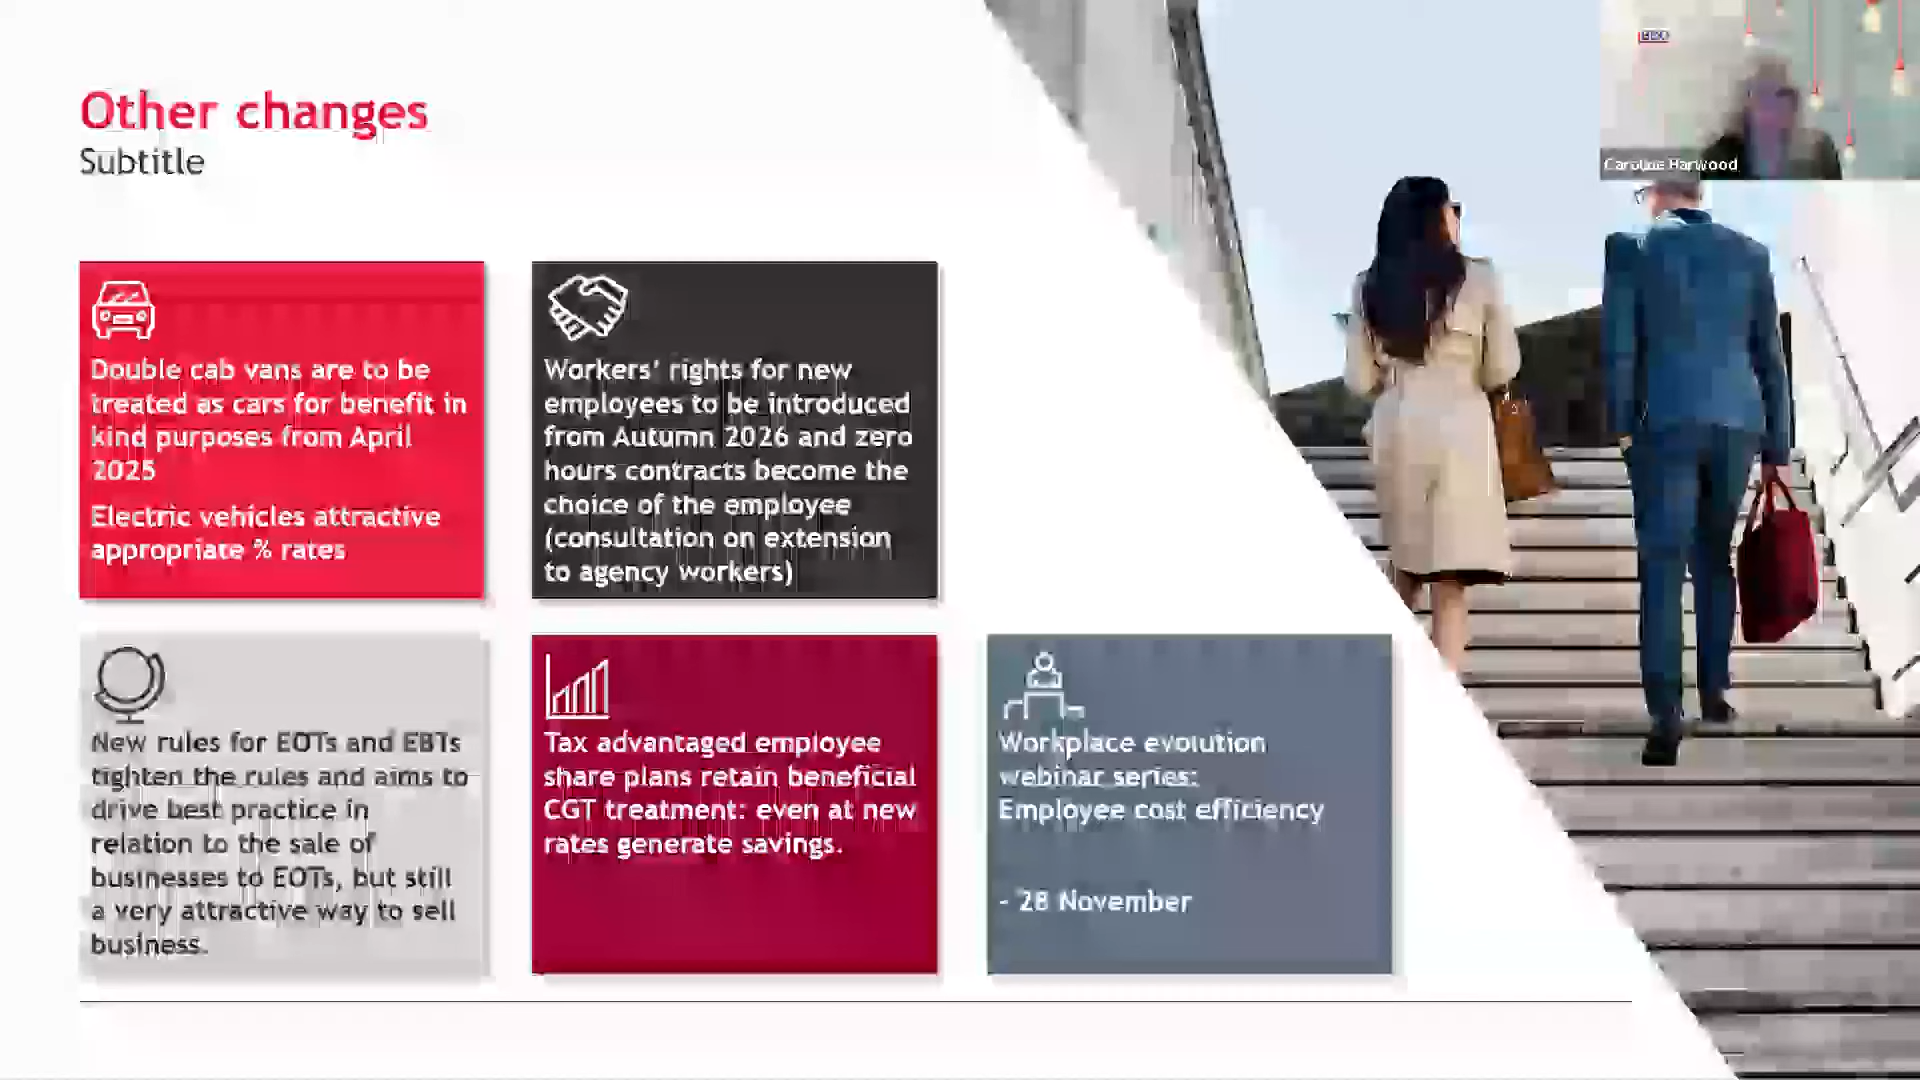 Other changes
Subtitle
BDO
Caroline Harwood
Double cab vans are to be
treated as cars for benefit in
kind purposes from April
2025
Electric vehicles attractive
appropriate % rates
Workers' rights for new
employees to be introduced
from Autumn 2026 and zero
hours contracts become the
choice of the employee
(consultation on extension
to agency workers)
New rules for EOTs and EBTs
tighten the rules and aims to
drive best practice in
relation to the sale of
businesses to EOTs, but still
a very attractive way to sell
business.
Tax advantaged employee
share plans retain beneficial
CGT treatment: even at new
rates generate savings.
Workplace evolution
webinar series:
Employee cost efficiency
- 28 November